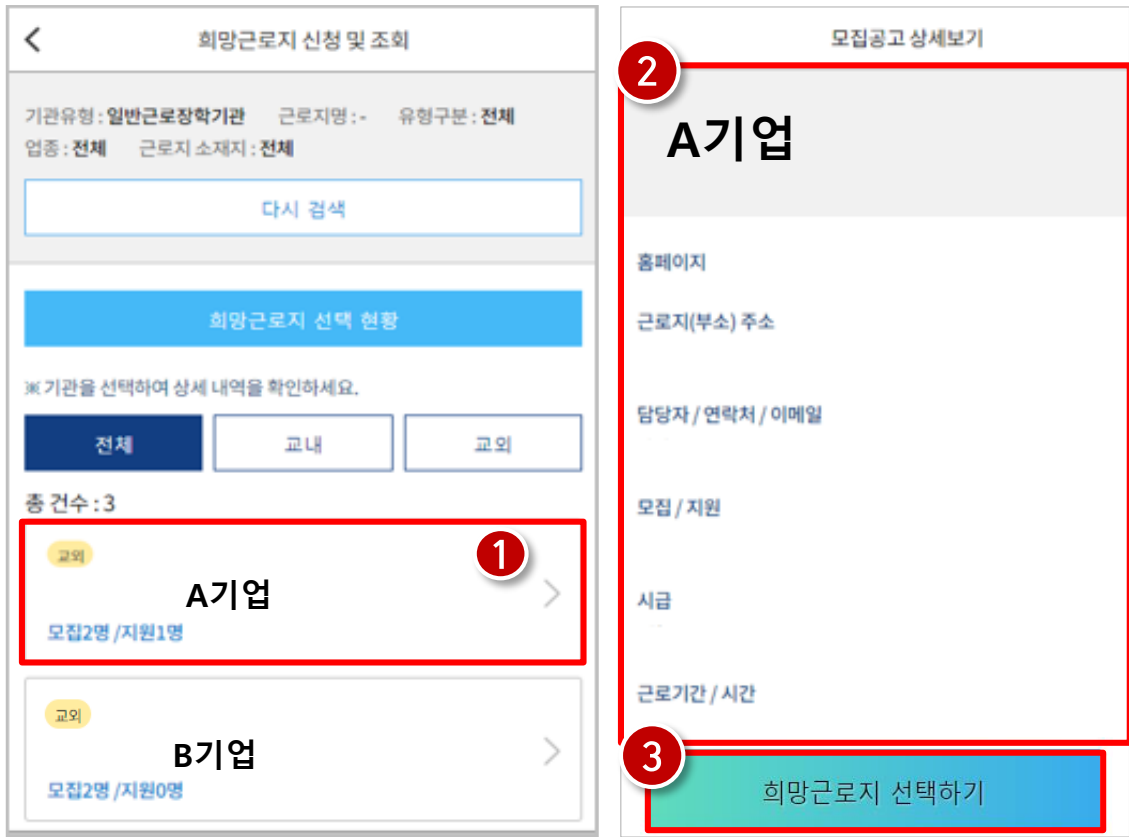 희망근로지 신청 및 조회
기관유형 : 일반근로장학기관 근로지명 : - 유형구분 : 전체
업종 : 전체 근로지 소재지 : 전체
다시 검색
희망근로지 선택 현황
※ 기관을 선택하여 상세 내역을 확인하세요.
전체 교내 교외
총 건수 : 3
1
교외
A기업
모집2명 /지원1명
교외
B기업
모집2명 /지원0명
모집공고 상세보기
2
A기업
홈페이지
근로지(부소) 주소
담당자 / 연락처 / 이메일
모집 / 지원
시급
근로기간 / 시간
3
희망근로지 선택하기